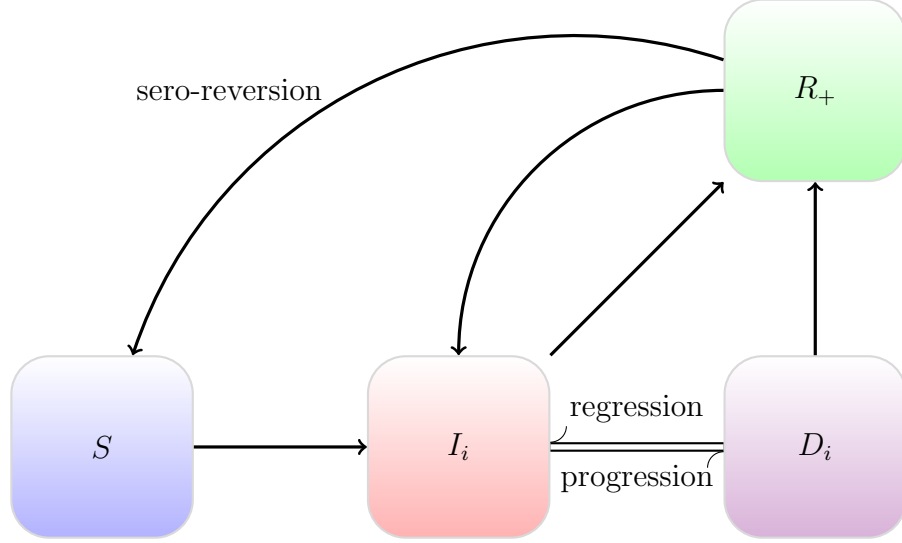 R₊
sero-reversion
regression
S
Iᵢ
Dᵢ
progression